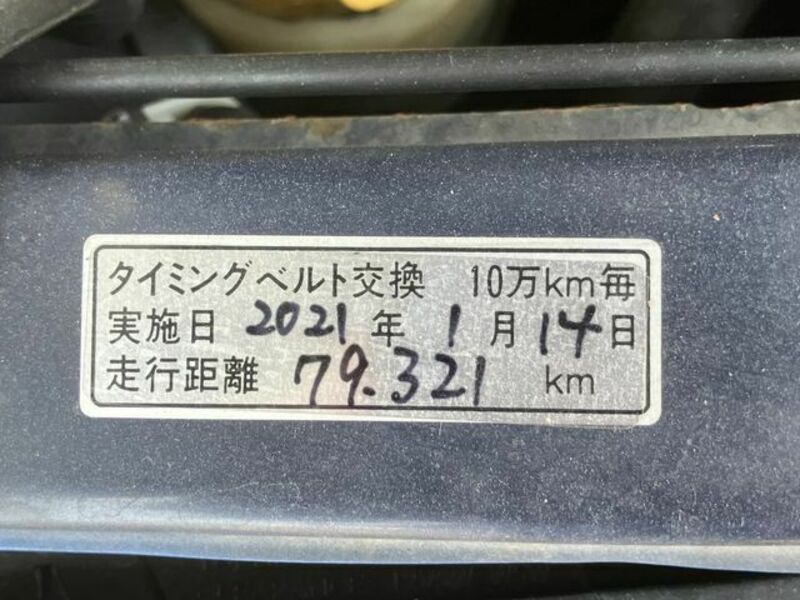 タイミングベルト交換 10万km毎
実施日 2021 年 1 月 14 日
走行距離 79.321 km